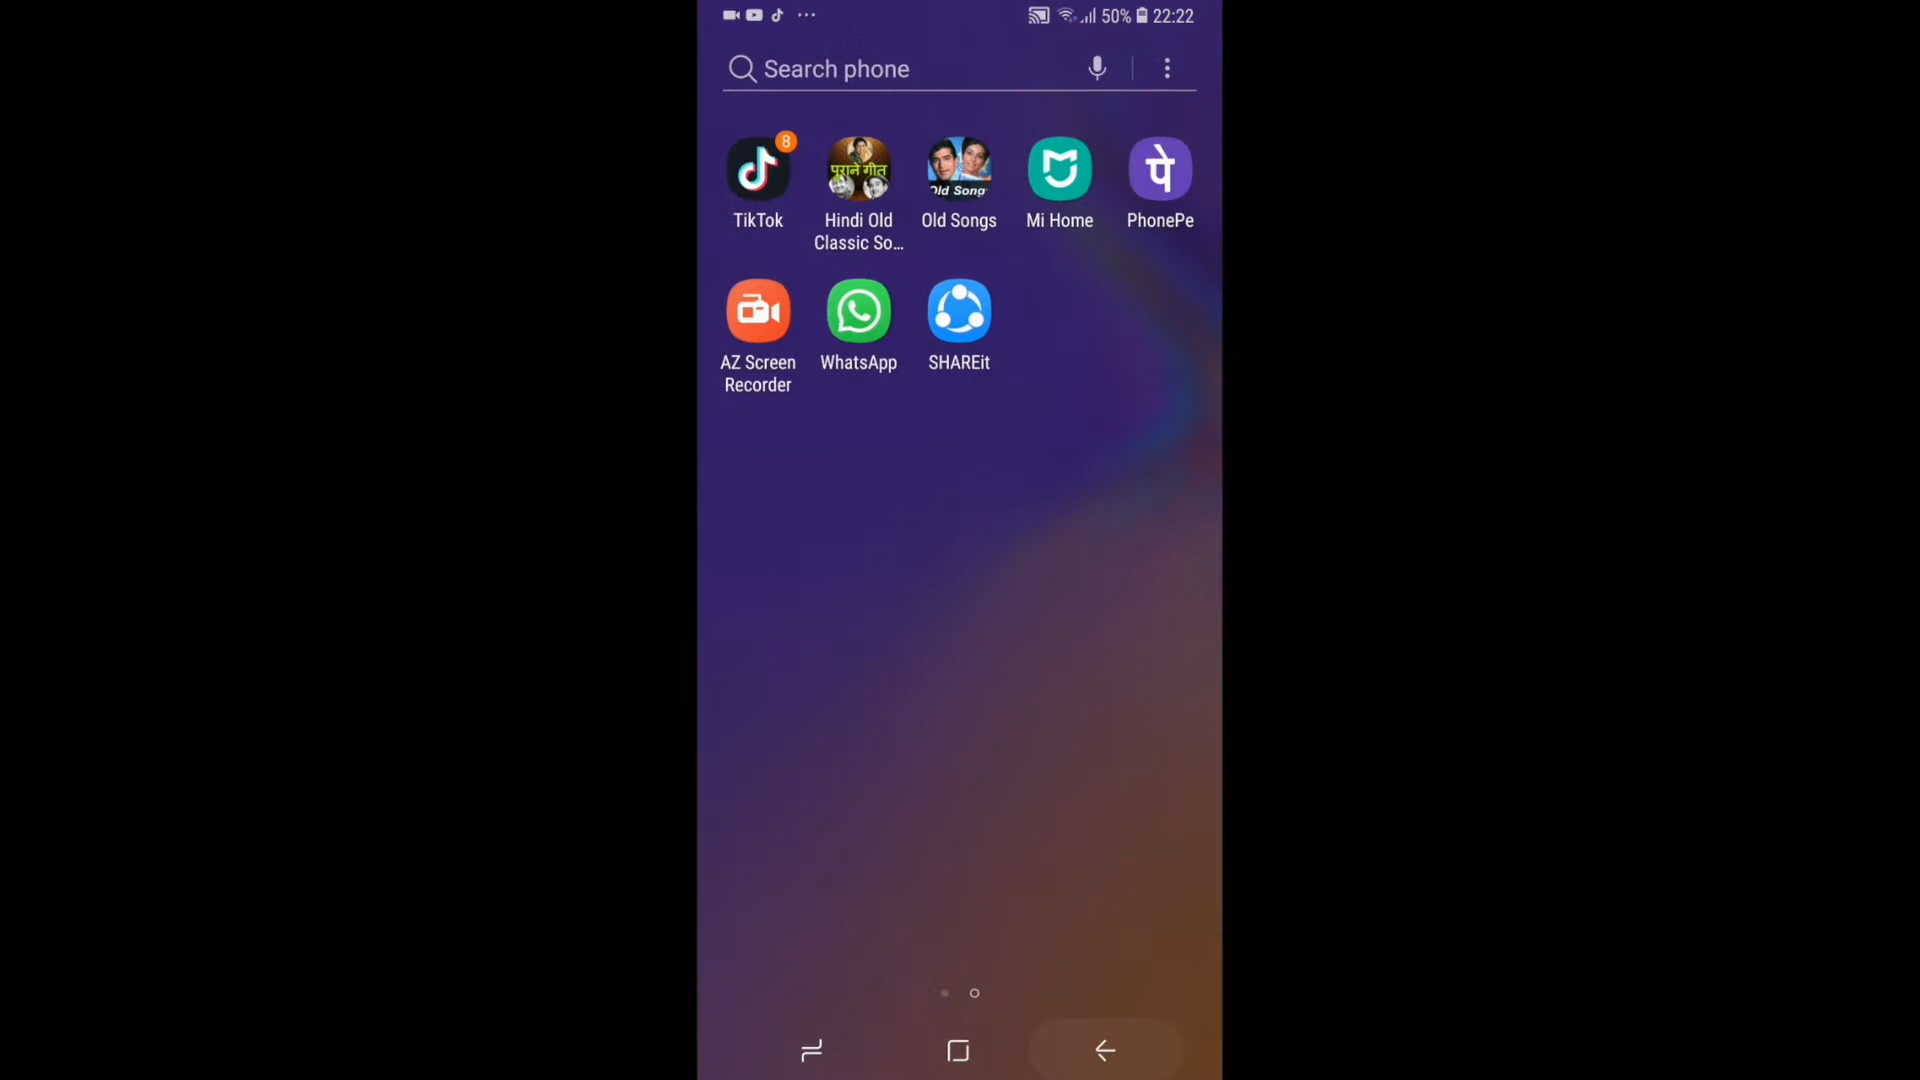 50% 22:22
Search phone
8
पुराने गीत
Old Song
पे
TikTok
Hindi Old
Classic So...
Old Songs
Mi Home
PhonePe
AZ Screen
Recorder
WhatsApp
SHAREit